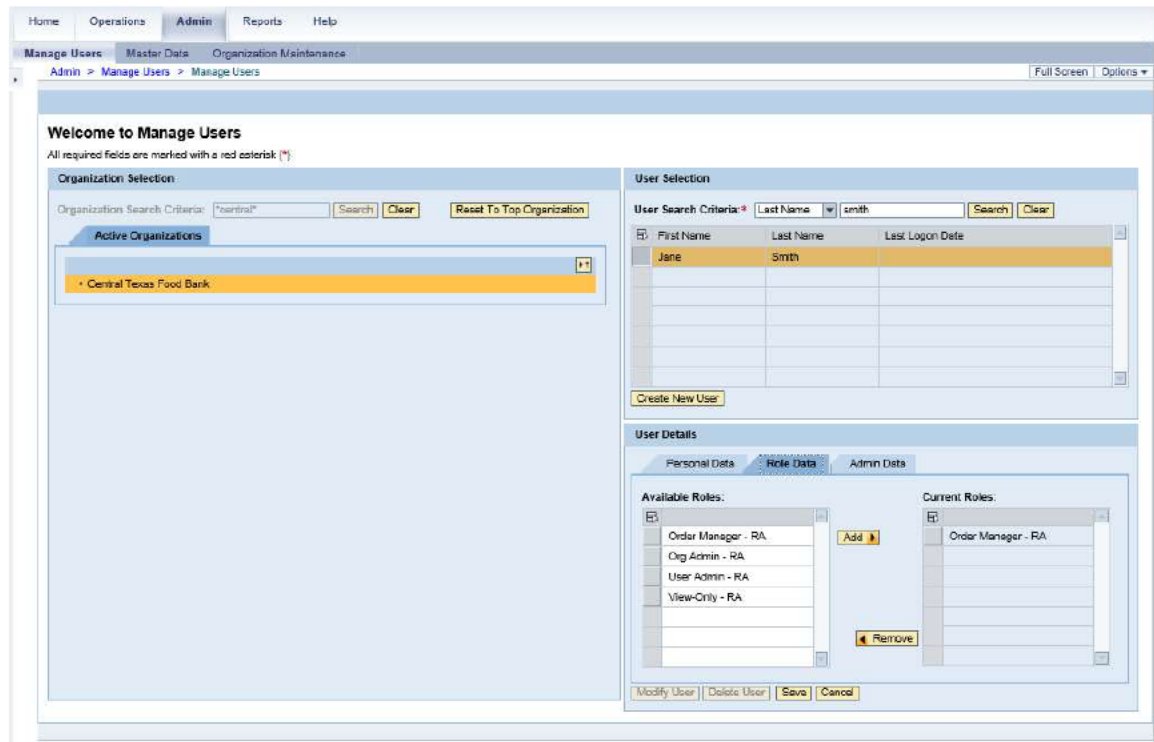 Home Operations Admin Reports Help
Manage Users Master Data Organization Maintenance
Admin > Manage Users > Manage Users Full Screen Options
Welcome to Manage Users
All required fields are marked with a red asterisk (*)
Organization Selection
Organization Search Criteria: *central* Search Clear Reset To Top Organization
Active Organizations
• Central Texas Food Bank
User Selection
User Search Criteria:* Last Name smith Search Clear
First Name Last Name Last Logon Date
Jane Smith
Create New User
User Details
Personal Data Role Data Admin Data
Available Roles:
Order Manager - RA
Org Admin - RA
User Admin - RA
View-Only - RA
Add
Remove
Current Roles:
Order Manager - RA
Modify User Delete User Save Cancel